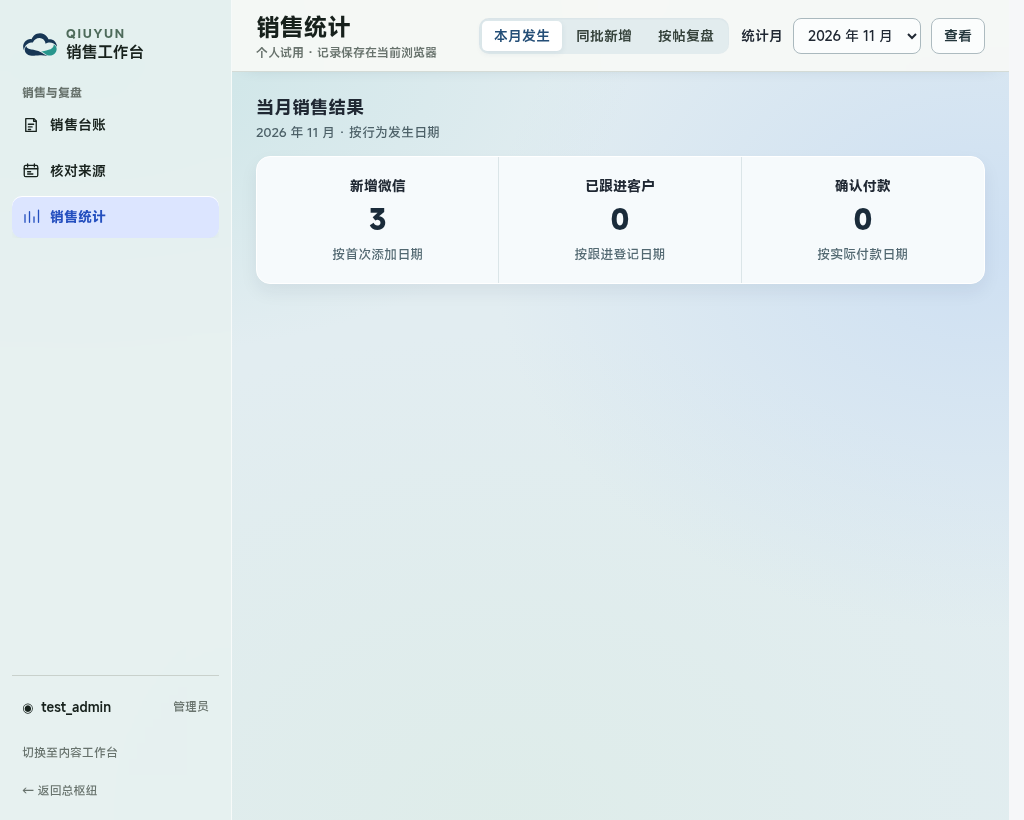 QIUYUN
销售工作台
销售与复盘
销售台账
核对来源
销售统计
test_admin 管理员
切换至内容工作台
← 返回总枢纽
销售统计
个人试用 · 记录保存在当前浏览器
本月发生 同批新增 按帖复盘 统计月 2026 年 11 月 查看
当月销售结果
2026 年 11 月 · 按行为发生日期
新增微信 已跟进客户 确认付款
3 0 0
按首次添加日期 按跟进登记日期 按实际付款日期